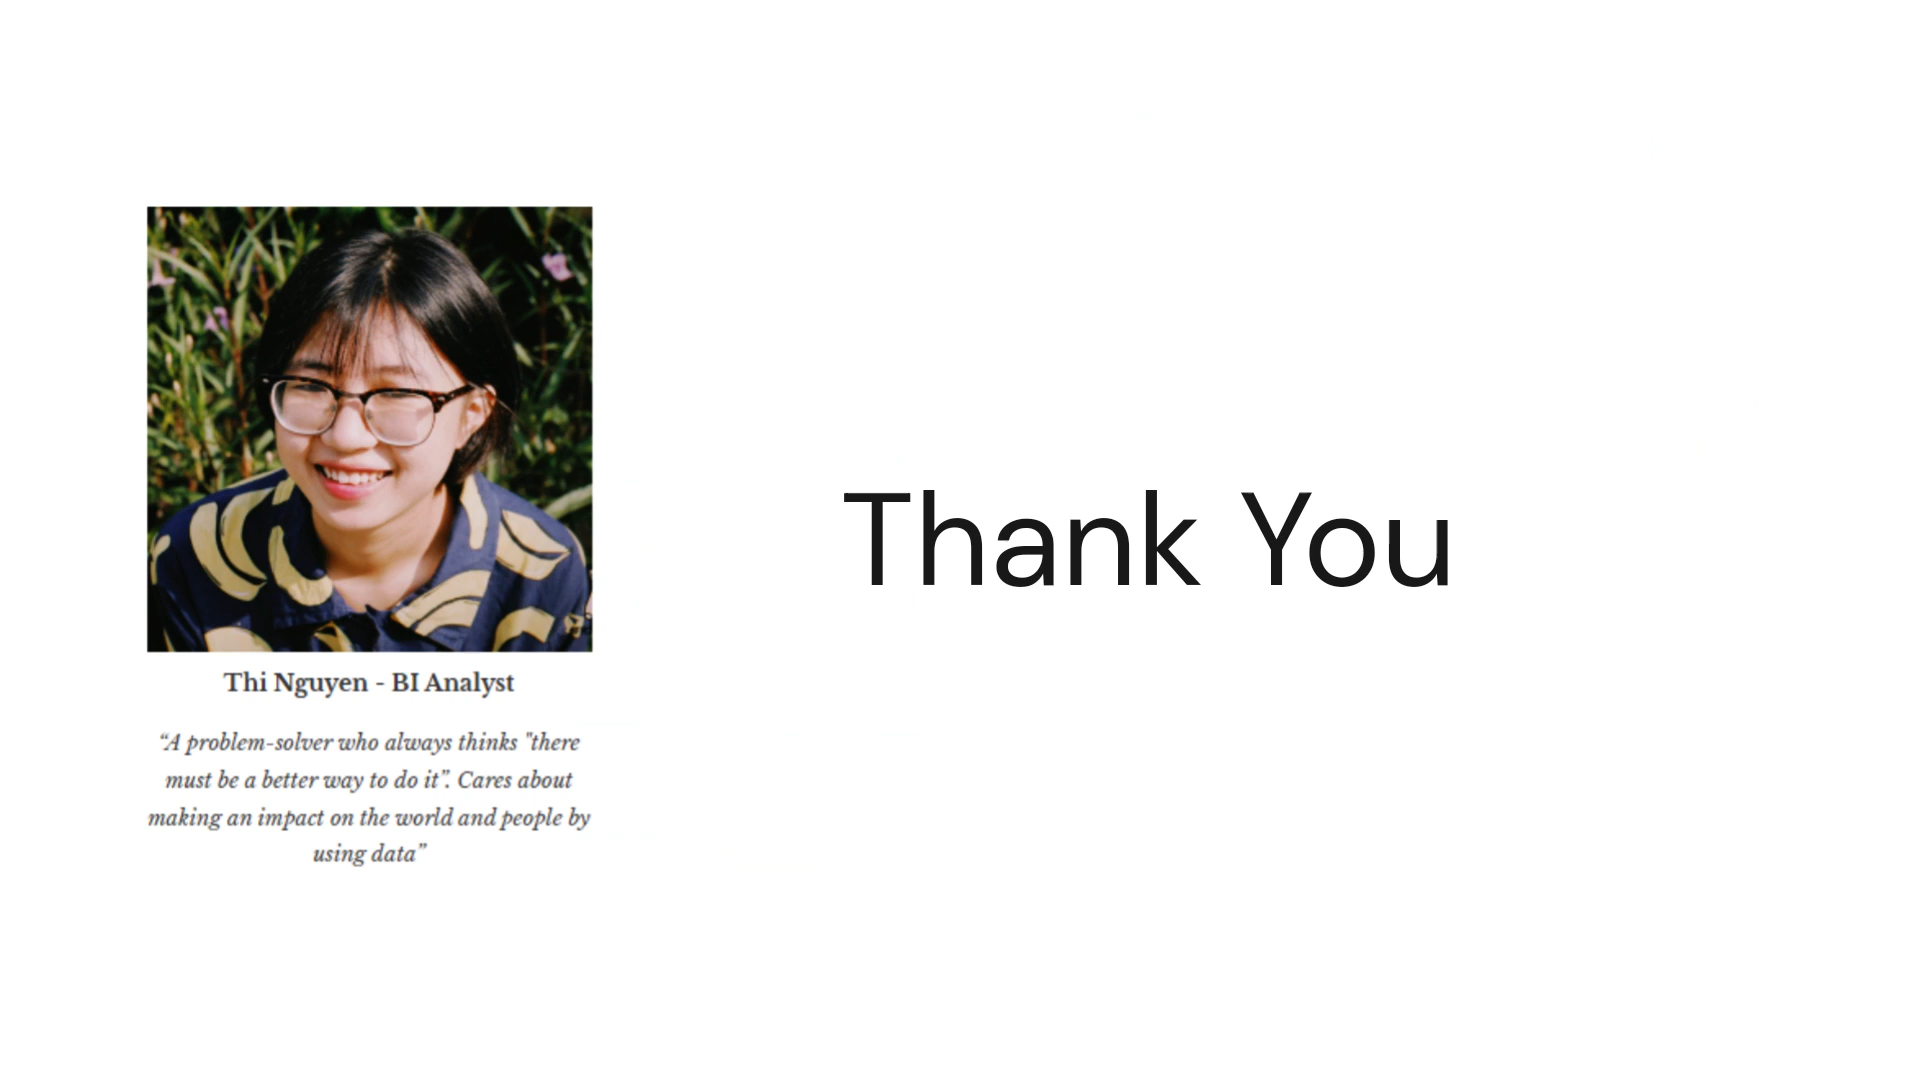 Thi Nguyen - BI Analyst
“A problem-solver who always thinks "there
must be a better way to do it”. Cares about
making an impact on the world and people by
using data”
Thank You